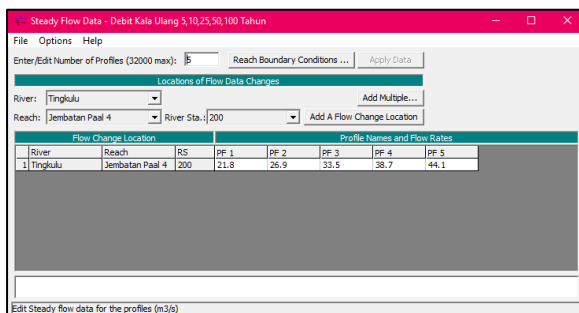 Steady Flow Data - Debit Kala Ulang 5,10,25,50,100 Tahun
File Options Help
Enter/Edit Number of Profiles (32000 max): 5 Reach Boundary Conditions ... Apply Data
Locations of Flow Data Changes
River: Tingkulu Add Multiple...
Reach: Jembatan Paal 4 River Sta.: 200 Add A Flow Change Location
Flow Change Location Profile Names and Flow Rates
River Reach RS PF 1 PF 2 PF 3 PF 4 PF 5
1 Tingkulu Jembatan Paal 4 200 21.8 26.9 33.5 38.7 44.1
Edit Steady flow data for the profiles (m3/s)